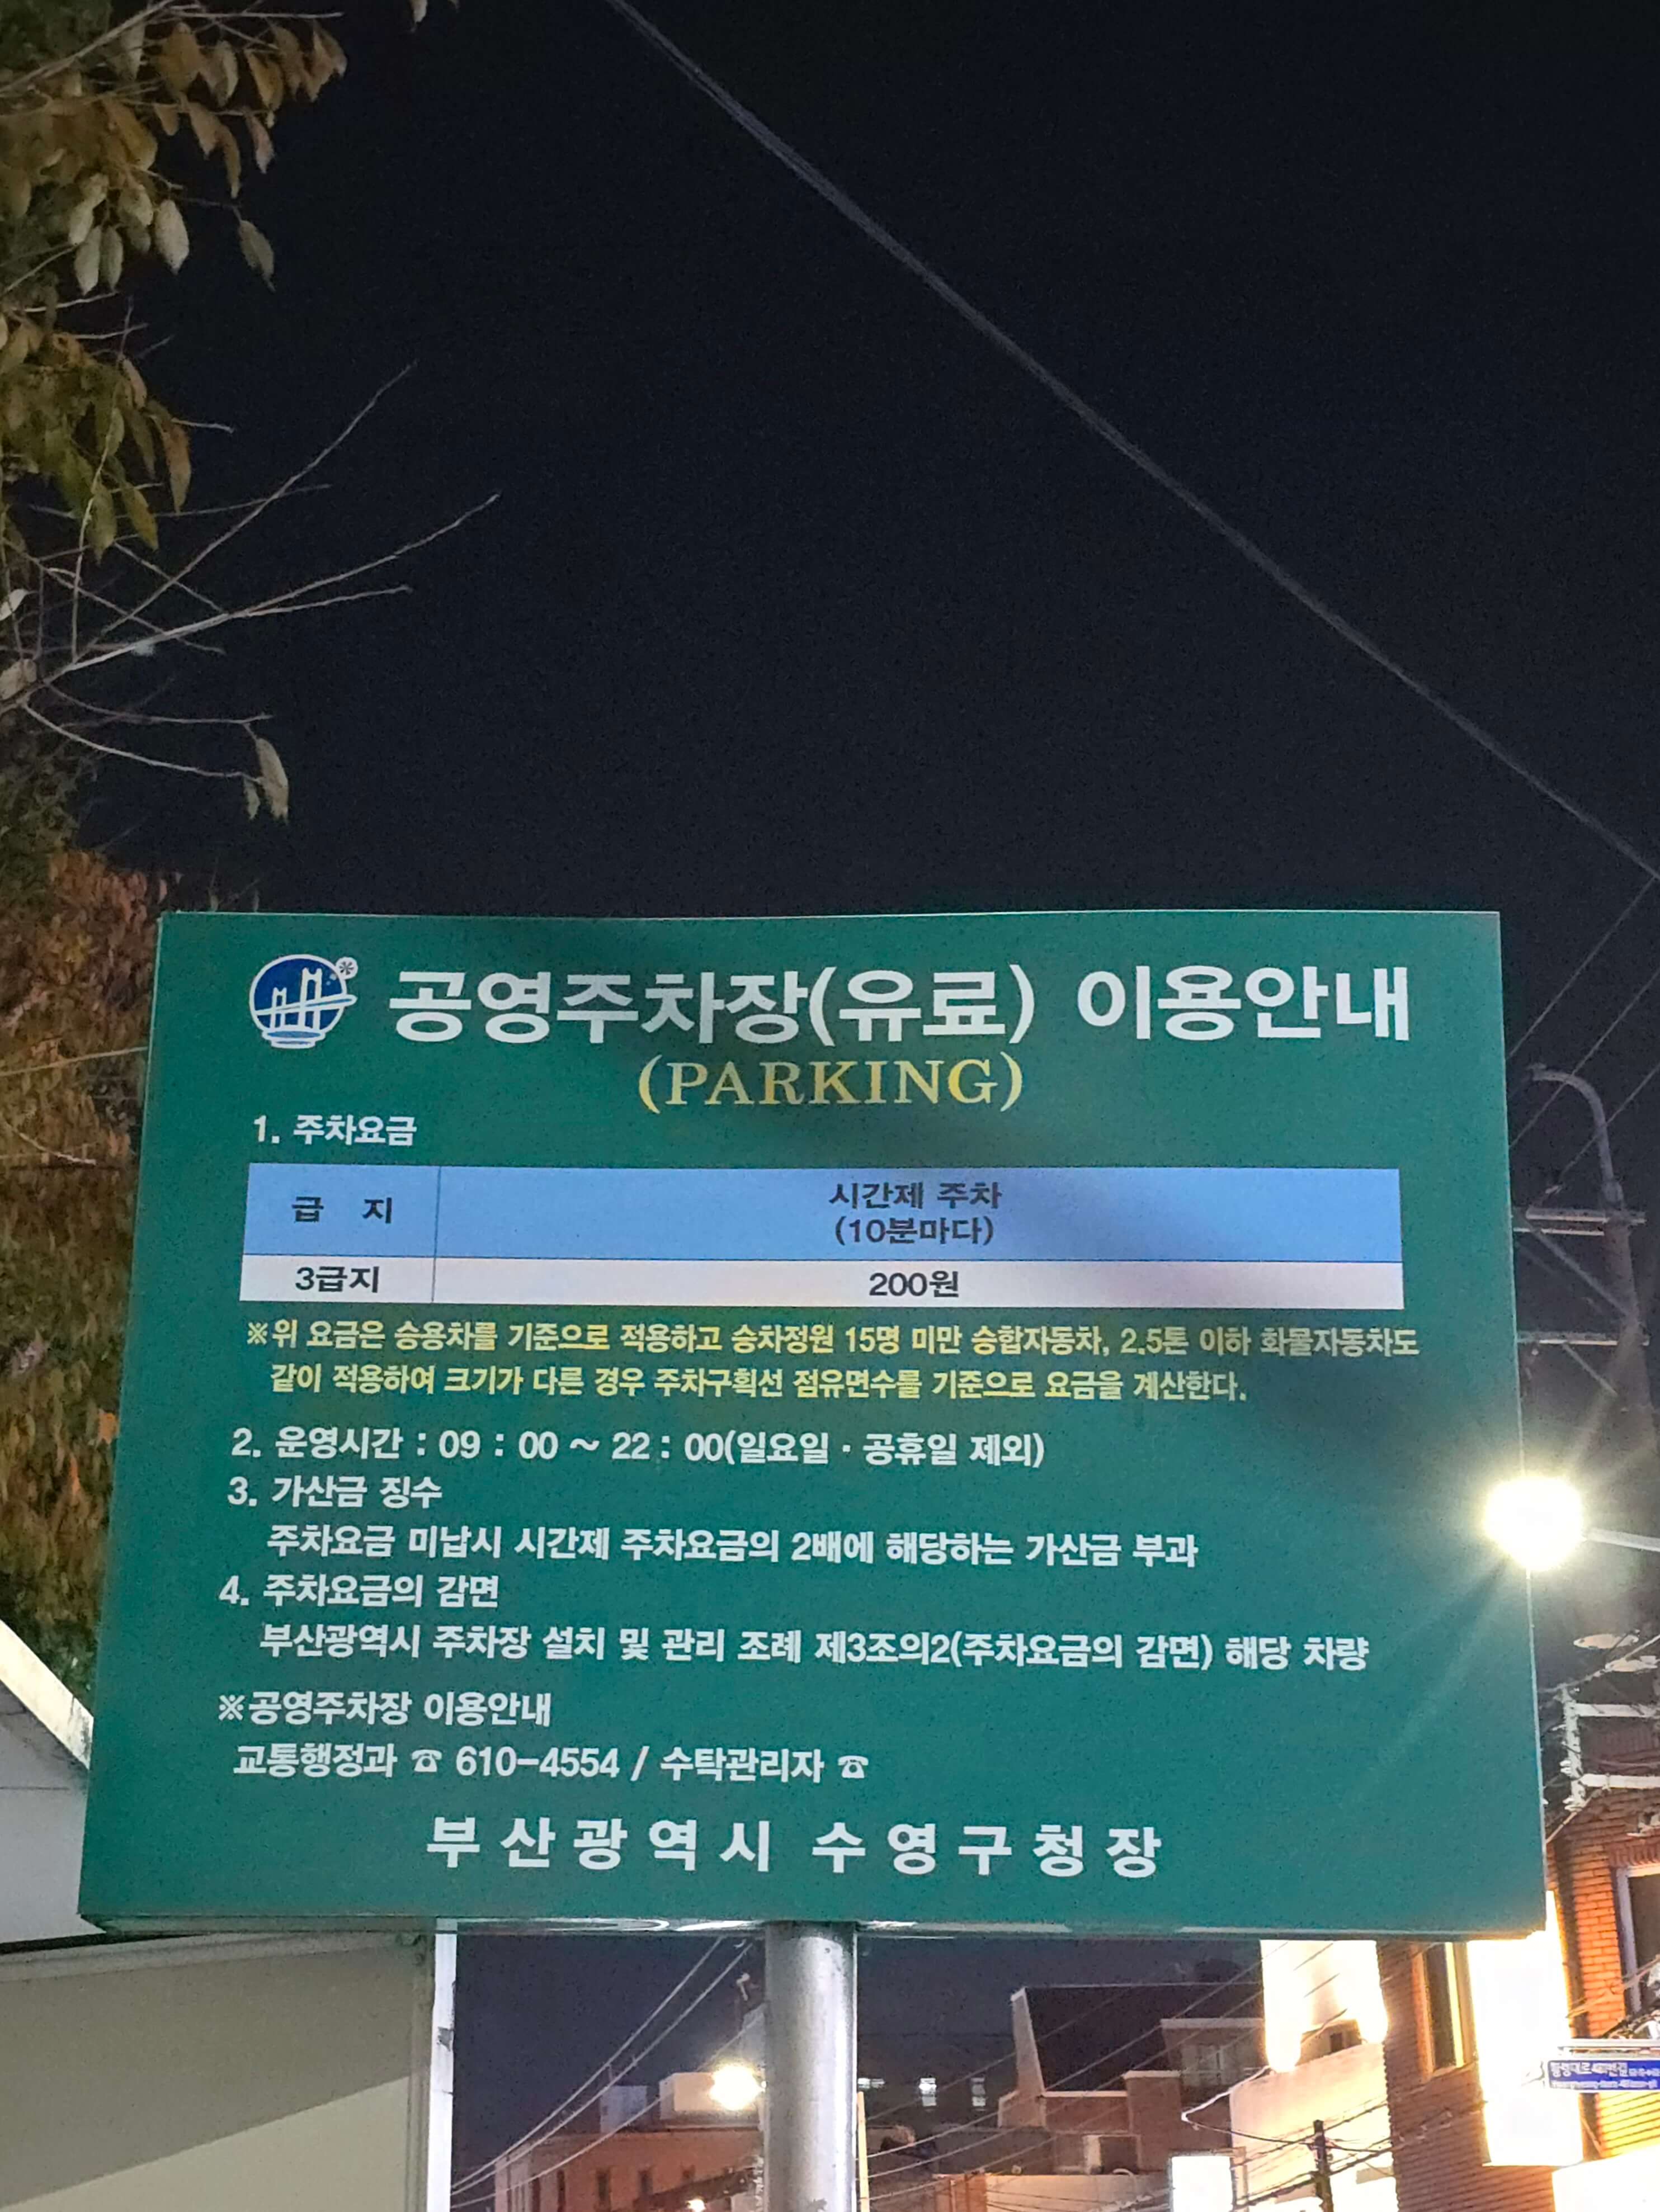 공영주차장(유료) 이용안내
(PARKING)
1. 주차요금
급 지
시간제 주차
(10분마다)
3급지
200원
※위 요금은 승용차를 기준으로 적용하고 승차정원 15명 미만 승합자동차, 2.5톤 이하 화물자동차도
같이 적용하여 크기가 다른 경우 주차구획선 점유면수를 기준으로 요금을 계산한다.
2. 운영시간 : 09 : 00 ~ 22 : 00(일요일 · 공휴일 제외)
3. 가산금 징수
주차요금 미납시 시간제 주차요금의 2배에 해당하는 가산금 부과
4. 주차요금의 감면
부산광역시 주차장 설치 및 관리 조례 제3조의2(주차요금의 감면) 해당 차량
※공영주차장 이용안내
교통행정과 ☎ 610-4554 / 수탁관리자 ☎
부산광역시 수영구청장